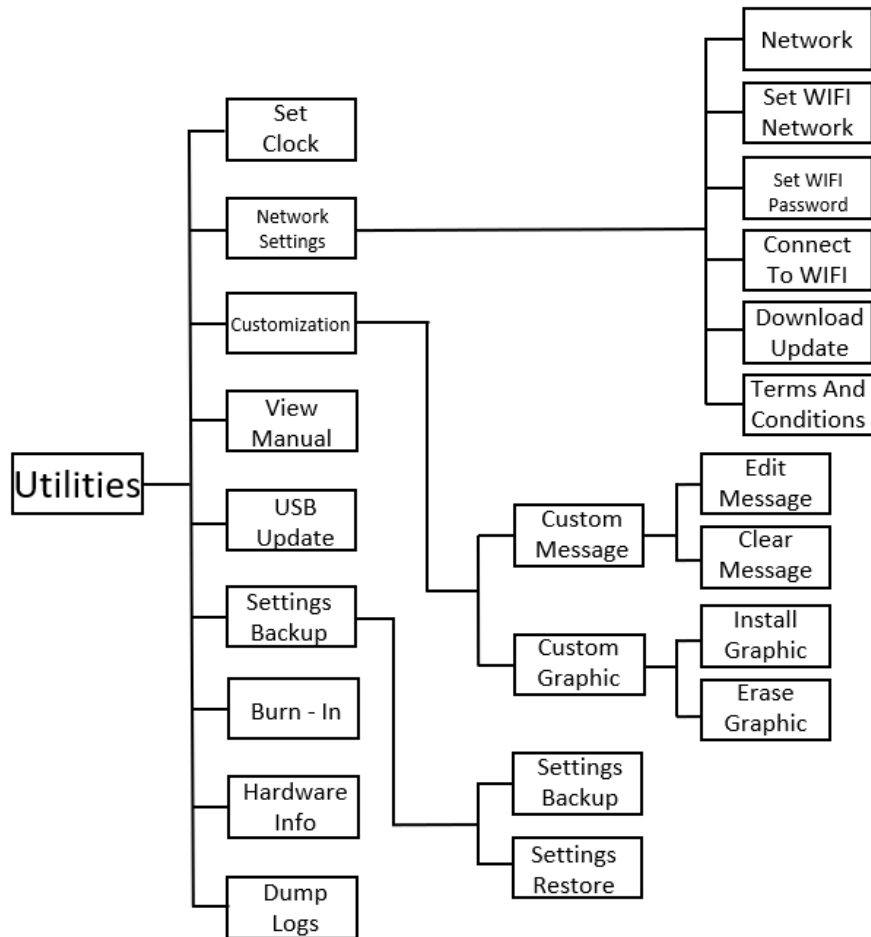 Utilities
Set
Clock
Network
Settings
Customization
View
Manual
USB
Update
Settings
Backup
Burn - In
Hardware
Info
Dump
Logs
Network
Set WIFI
Network
Set WIFI
Password
Connect
To WIFI
Download
Update
Terms And
Conditions
Custom
Message
Custom
Graphic
Edit
Message
Clear
Message
Install
Graphic
Erase
Graphic
Settings
Backup
Settings
Restore